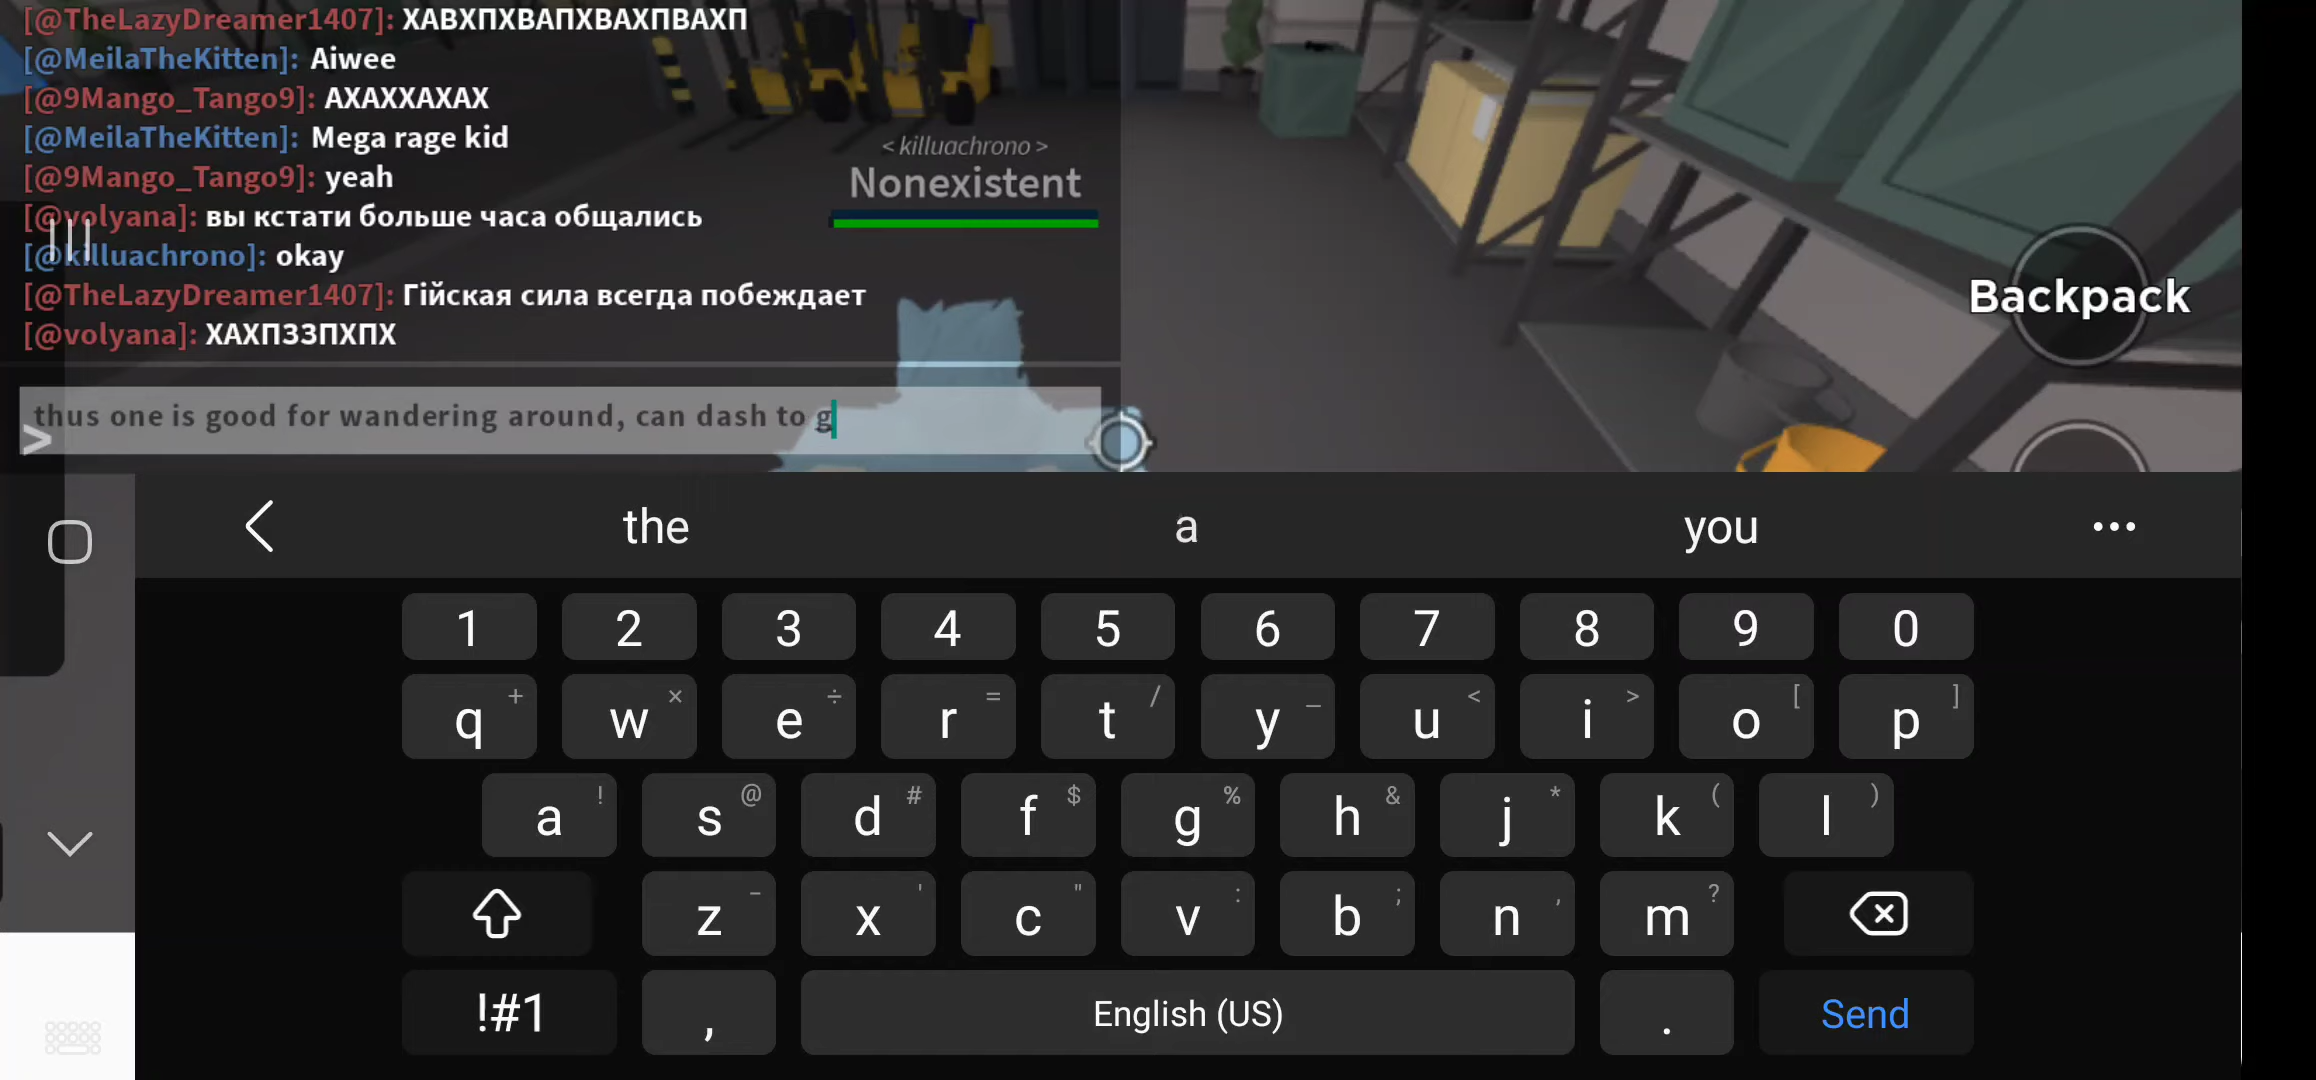 [@TheLazyDreamer1407]: ХАВХПХВАПХВАХПВАХП
[@MeilaTheKitten]: Aiwee
[@9Mango_Tango9]: АХАХХАХАХ
[@MeilaTheKitten]: Mega rage kid
[@9Mango_Tango9]: yeah
[@volyana]: вы кстати больше часа общались
[@killuachrono]: okay
[@TheLazyDreamer1407]: Гійская сила всегда побеждает
[@volyana]: ХАХПЗЗПХПХ
< killuachrono >
Nonexistent
Backpack
thus one is good for wandering around, can dash to g
>
the a you ...
1 2 3 4 5 6 7 8 9 0
q + w × e ÷ r = t / y _ u < i > o [ p ]
a ! s @ d # f $ g % h & j * k ( l )
z - x ' c " v : b ; n , m ?
!#1 , English (US) . Send